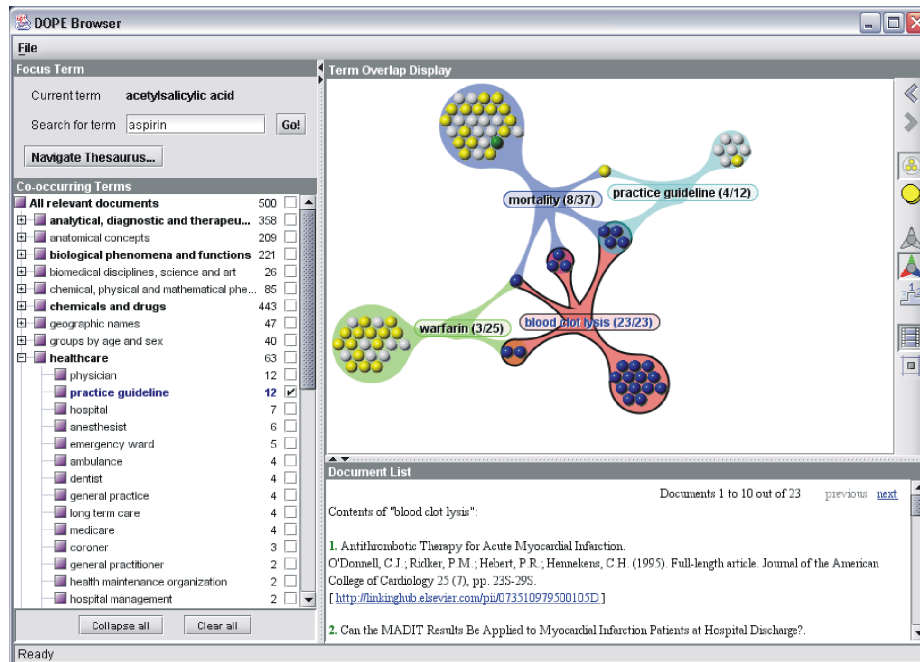 DOPE Browser
File
Focus Term
Current term acetylsalicylic acid
Search for term aspirin Go!
Navigate Thesaurus...
Co-occurring Terms
All relevant documents 500
analytical, diagnostic and therapeu... 358
anatomical concepts 209
biological phenomena and functions 221
biomedical disciplines, science and art 26
chemical, physical and mathematical phe... 85
chemicals and drugs 443
geographic names 47
groups by age and sex 40
healthcare 63
physician 12
practice guideline 12
hospital 7
anesthesist 6
emergency ward 5
ambulance 4
dentist 4
general practice 4
long term care 4
medicare 4
coroner 3
general practitioner 2
health maintenance organization 2
hospital management 2
Collapse all Clear all
Ready
Term Overlap Display
mortality (8/37)
practice guideline (4/12)
warfarin (3/25)
blood clot lysis (23/23)
Document List
Documents 1 to 10 out of 23 previous next
Contents of "blood clot lysis":
1. Antithrombotic Therapy for Acute Myocardial Infarction.
O'Donnell, C.J.; Ridker, P.M.; Hebert, P.R.; Hennekens, C.H. (1995). Full-length article. Journal of the American
College of Cardiology 25 (7), pp. 23S-29S.
[ http://linkinghub.elsevier.com/pii/073510979500105D ]
2. Can the MADIT Results Be Applied to Myocardial Infarction Patients at Hospital Discharge?.